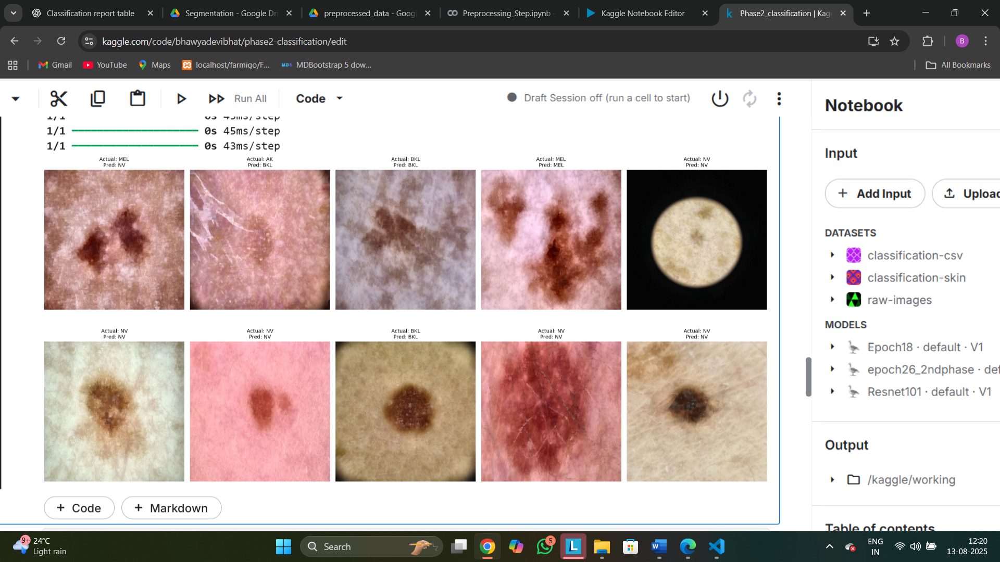 Classification report table
Segmentation - Google Dr
preprocessed_data - Goog
Preprocessing_Step.ipynb -
Kaggle Notebook Editor
Phase2_classification | Kag
kaggle.com/code/bhawyadevibhat/phase2-classification/edit
B
Gmail
YouTube
Maps
localhost/farmigo/F...
MDB
MDBootstrap 5 dow...
All Bookmarks
Run All
Code
Draft Session off (run a cell to start)
1/1 0s 45ms/step
1/1 0s 43ms/step
Actual: MEL
Pred: NV
Actual: AK
Pred: BKL
Actual: BKL
Pred: BKL
Actual: MEL
Pred: MEL
Actual: NV
Pred: NV
Actual: NV
Pred: NV
Actual: NV
Pred: NV
Actual: BKL
Pred: BKL
Actual: NV
Pred: NV
Actual: NV
Pred: NV
+ Code
+ Markdown
Notebook
Input
+ Add Input
Upload
DATASETS
classification-csv
classification-skin
raw-images
MODELS
Epoch18 · default · V1
epoch26_2ndphase · def
Resnet101 · default · V1
Output
/kaggle/working
Table of contents
9+
24°C
Light rain
Search
5
L
W
ENG
IN
12:20
13-08-2025